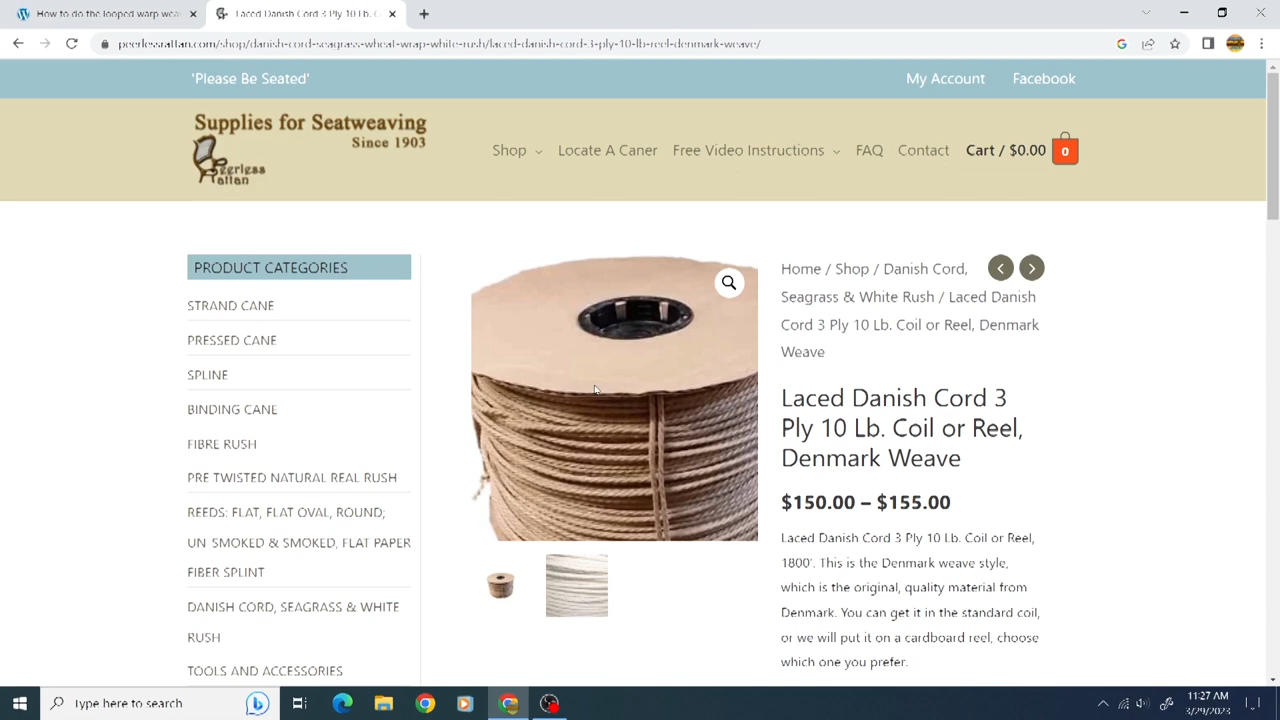 How to do the looped warp wea
Laced Danish Cord 3 Ply 10 Lb. C
peerlessrattan.com/shop/danish-cord-seagrass-wheat-wrap-white-rush/laced-danish-cord-3-ply-10-lb-reel-denmark-weave/
'Please Be Seated!'
My Account
Facebook
Supplies for Seatweaving
Since 1903
Peerless
Rattan
Shop
Locate A Caner
Free Video Instructions
FAQ
Contact
Cart / $0.00
0
PRODUCT CATEGORIES
STRAND CANE
PRESSED CANE
SPLINE
BINDING CANE
FIBRE RUSH
PRE TWISTED NATURAL REAL RUSH
REEDS: FLAT, FLAT OVAL, ROUND;
UN-SMOKED & SMOKED, FLAT PAPER
FIBER SPLINT
DANISH CORD, SEAGRASS & WHITE
RUSH
TOOLS AND ACCESSORIES
Home / Shop / Danish Cord,
Seagrass & White Rush / Laced Danish
Cord 3 Ply 10 Lb. Coil or Reel, Denmark
Weave
Laced Danish Cord 3
Ply 10 Lb. Coil or Reel,
Denmark Weave
$150.00 – $155.00
Laced Danish Cord 3 Ply 10 Lb. Coil or Reel,
1800'. This is the Denmark weave style,
which is the original, quality material from
Denmark. You can get it in the standard coil,
or we will put it on a cardboard reel, choose
which one you prefer.
Type here to search
11:27 AM
3/29/2023